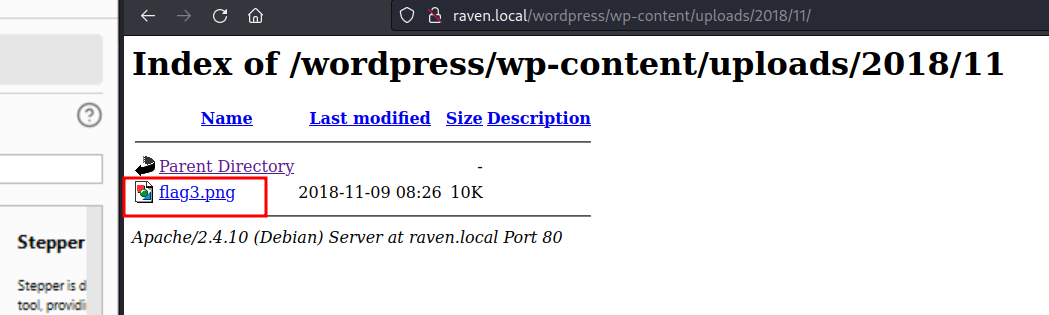 raven.local/wordpress/wp-content/uploads/2018/11/
Index of /wordpress/wp-content/uploads/2018/11
Name Last modified Size Description
Parent Directory -
flag3.png 2018-11-09 08:26 10K
Apache/2.4.10 (Debian) Server at raven.local Port 80
?
Stepper
Stepper is d
tool, providi